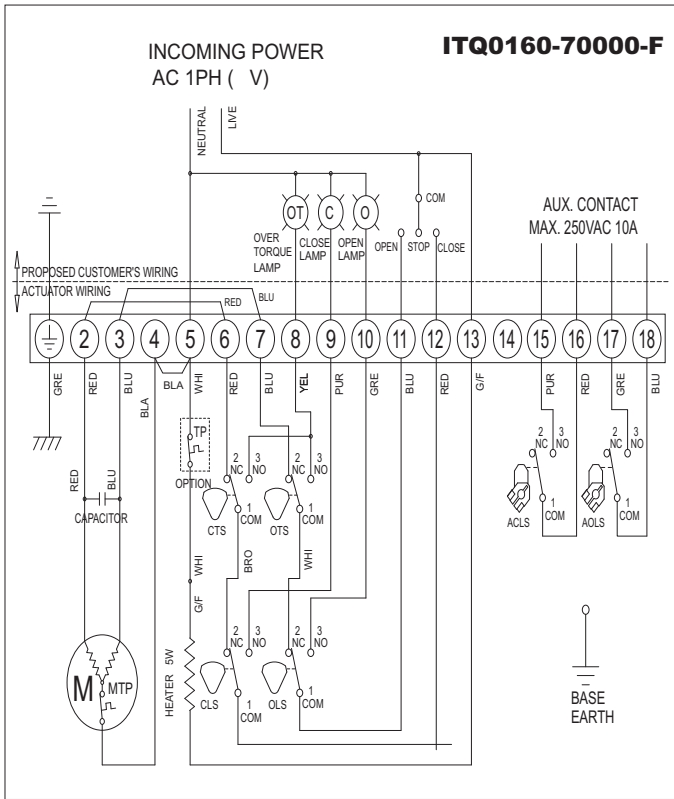 ITQ0160-70000-F
INCOMING POWER
AC 1PH ( V)
NEUTRAL
LIVE
COM
OT C O
AUX. CONTACT
MAX. 250VAC 10A
OVER TORQUE LAMP
CLOSE LAMP
OPEN LAMP
OPEN STOP CLOSE
PROPOSED CUSTOMER'S WIRING
ACTUATOR WIRING
RED BLU
2 3 4 5 6 7 8 9 10 11 12 13 14 15 16 17 18
GRE RED BLU BLA BLA WHI RED BLU YEL PUR GRE BLU RED G/F PUR RED GRE BLU
TP
OPTION
2 NC 3 NO
2 NC 3 NO
2 NC 3 NO
2 NC 3 NO
RED BLU
CAPACITOR
1 COM
1 COM
1 COM
1 COM
CTS OTS
ACLS AOLS
WHI BRO WHI
G/F
2 NC 3 NO
2 NC 3 NO
M MTP
HEATER 5W
CLS OLS
1 COM
1 COM
BASE
EARTH